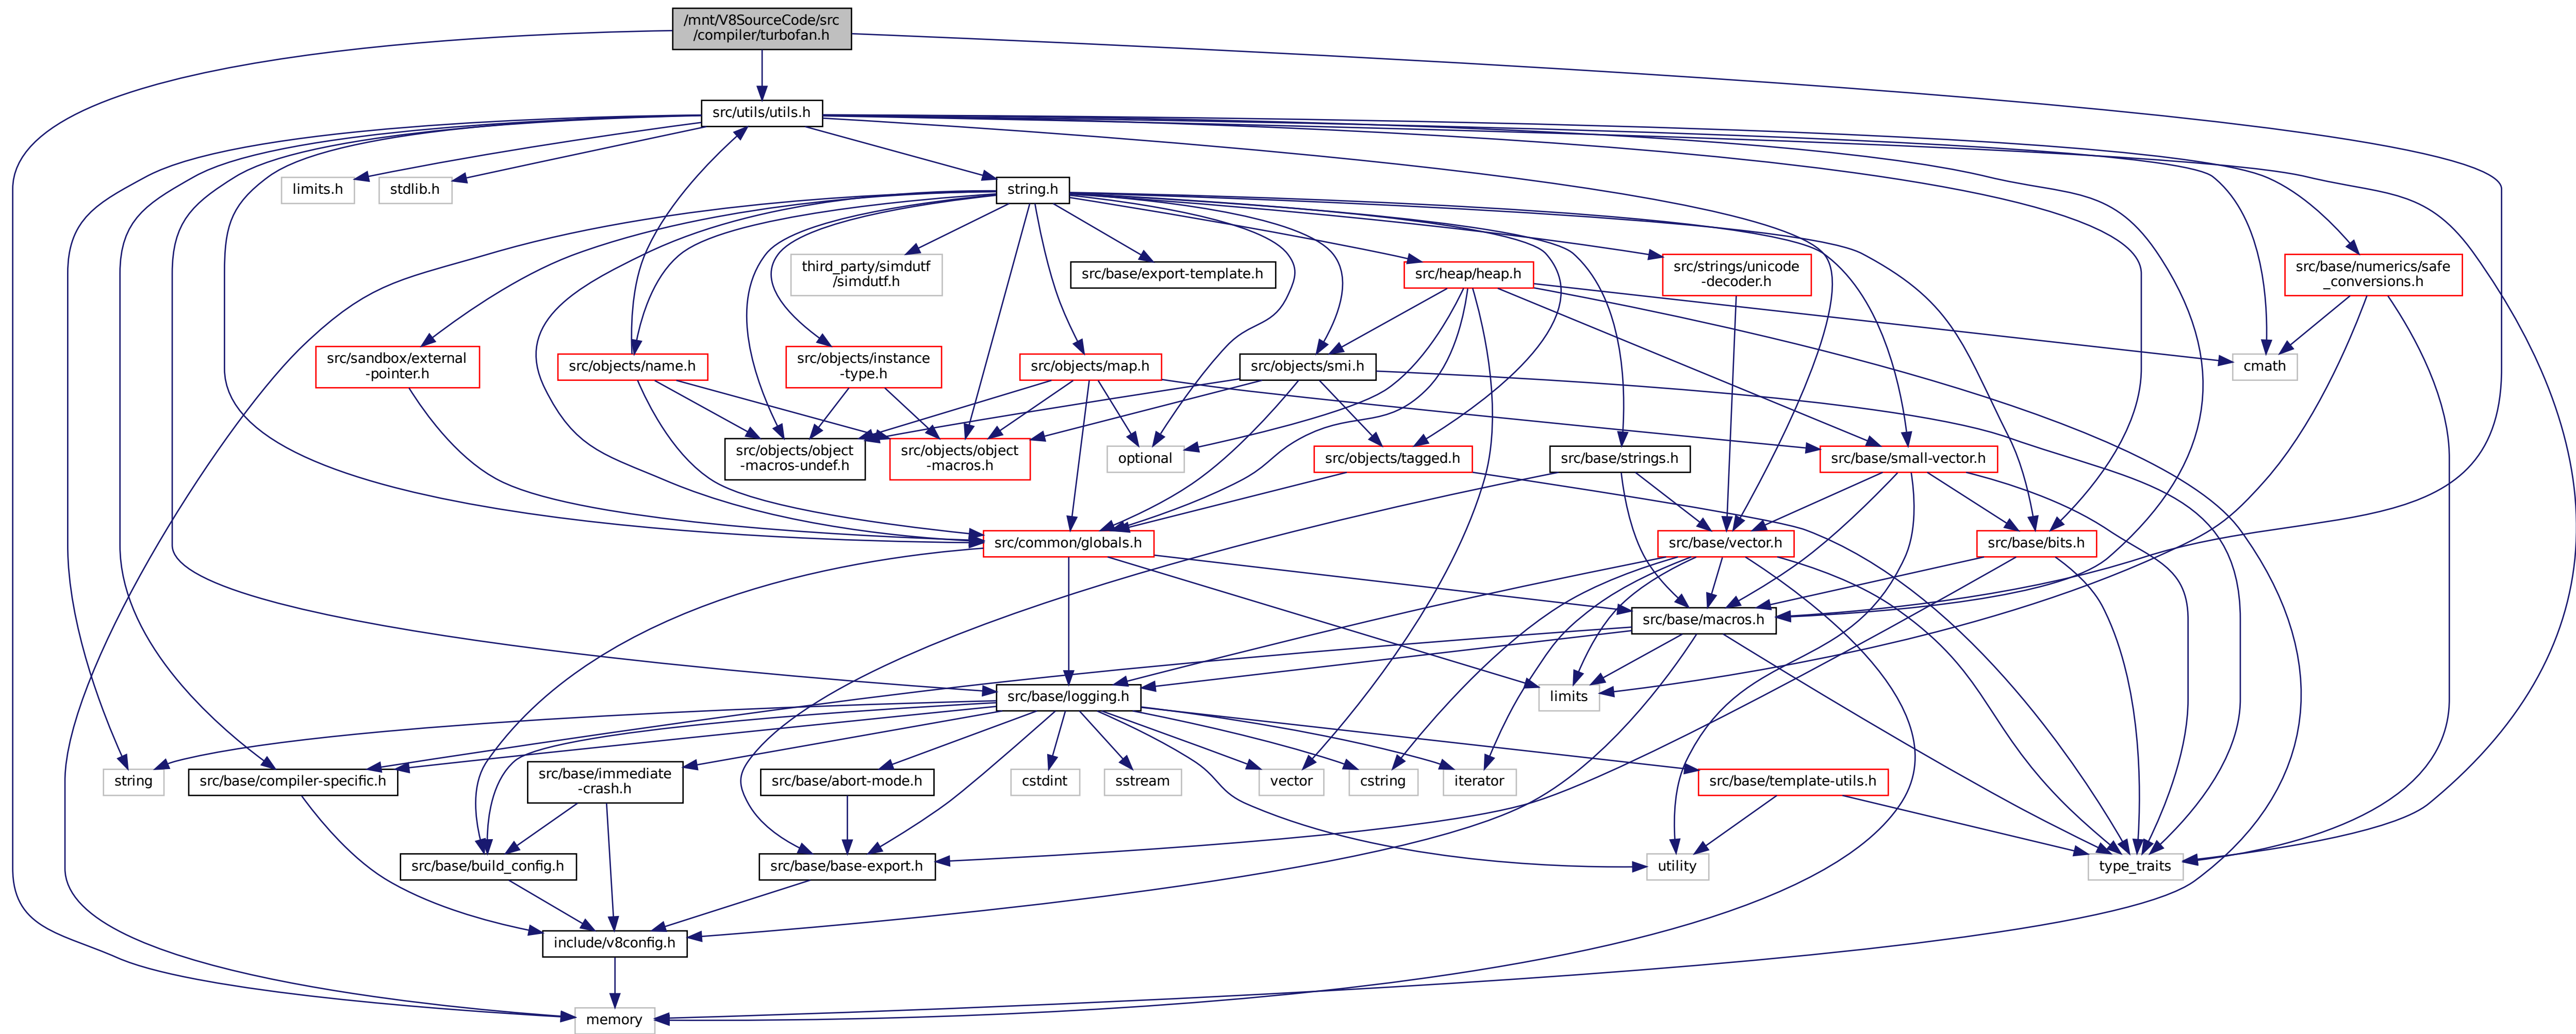 /mnt/V8SourceCode/src
/compiler/turbofan.h
src/utils/utils.h
limits.h
stdlib.h
string.h
third_party/simdutf
/simdutf.h
src/base/export-template.h
src/heap/heap.h
src/strings/unicode
-decoder.h
src/base/numerics/safe
_conversions.h
src/sandbox/external
-pointer.h
src/objects/name.h
src/objects/instance
-type.h
src/objects/map.h
src/objects/smi.h
cmath
src/objects/object
-macros-undef.h
src/objects/object
-macros.h
optional
src/objects/tagged.h
src/base/strings.h
src/base/small-vector.h
src/common/globals.h
src/base/vector.h
src/base/bits.h
src/base/macros.h
src/base/logging.h
limits
string
src/base/compiler-specific.h
src/base/immediate
-crash.h
src/base/abort-mode.h
cstdint
sstream
vector
cstring
iterator
src/base/template-utils.h
src/base/build_config.h
src/base/base-export.h
utility
type_traits
include/v8config.h
memory